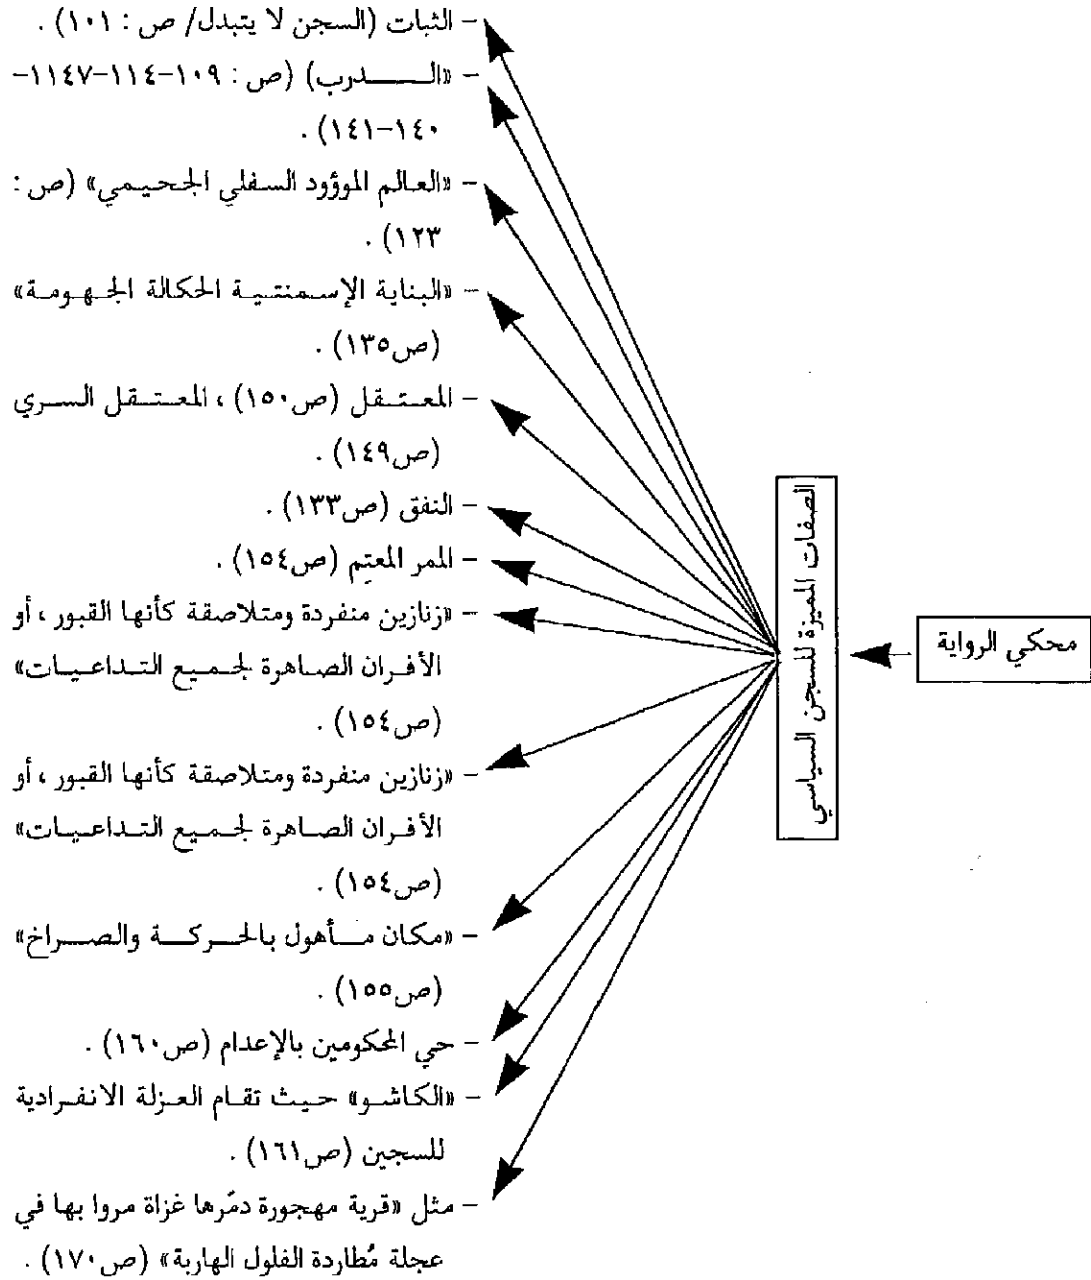 محكي الرواية
الصفات المميزة للسجن السياسي
- الثبات (السجن لا يتبدل/ ص : ١٠١) .
- «الـــــــدرب) (ص : ١٠٩-١١٤-١١٤٧-
١٤٠-١٤١) .
- «العالم الموؤود السفلي الجحيمي» (ص :
١٢٣) .
- «البناية الإسمنتية الحكالة الجهومة»
(ص١٣٥) .
- المعتقل (ص١٥٠) ، المعتقل السري
(ص١٤٩) .
- النفق (ص١٣٣) .
- الممر المعتِم (ص١٥٤) .
- «زنازين منفردة ومتلاصقة كأنها القبور ، أو
الأفران الصاهرة لجميع التداعيات»
(ص١٥٤) .
- «زنازين منفردة ومتلاصقة كأنها القبور ، أو
الأفران الصاهرة لجميع التداعيات»
(ص١٥٤) .
- «مكان مأهول بالحركة والصراخ»
(ص١٥٥) .
- حي المحكومين بالإعدام (ص١٦٠) .
- «الكاشو» حيث تقام العزلة الانفرادية
للسجين (ص١٦١) .
- مثل «قرية مهجورة دمّرها غزاة مروا بها في
عجلة مُطاردة الفلول الهاربة» (ص١٧٠) .